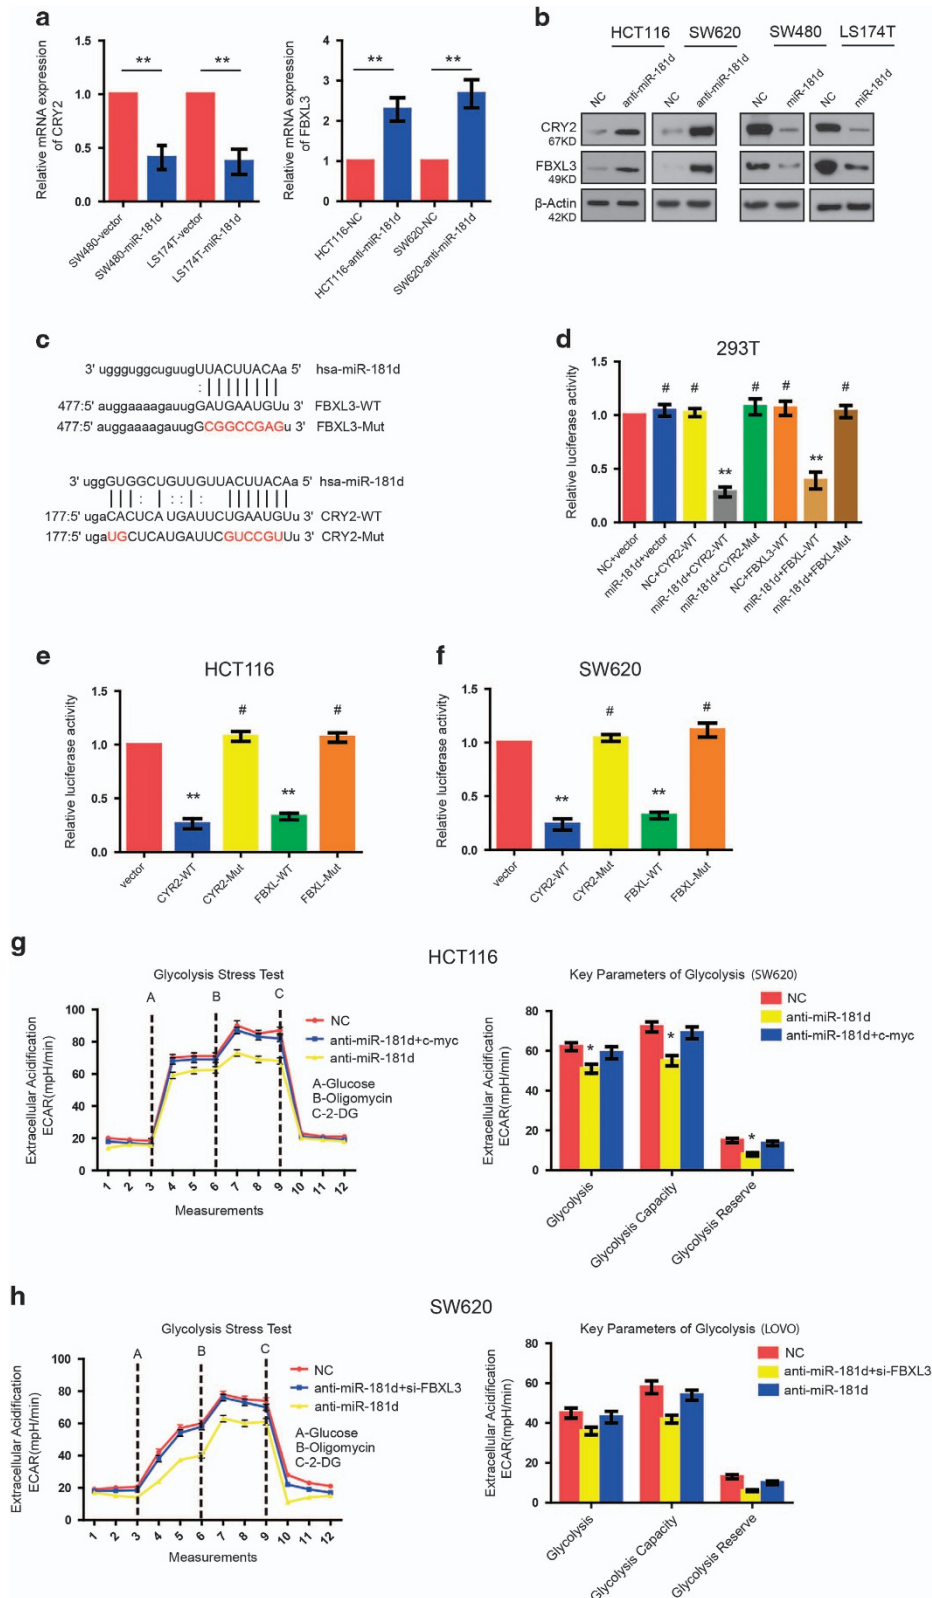 a
Relative mRNA expression
of CRY2
1.5
1.0
0.5
0.0
**
**
SW480-vector
SW480-miR-181d
LS174T-vector
LS174T-miR-181d
Relative mRNA expression
of FBXL3
4
3
2
1
0
**
**
HCT116-NC
HCT116-anti-miR-181d
SW620-NC
SW620-anti-miR-181d
b
HCT116
SW620
SW480
LS174T
NC
anti-miR-181d
NC
anti-miR-181d
NC
miR-181d
NC
miR-181d
CRY2
67KD
FBXL3
49KD
β-Actin
42KD
c
3' uggguggcuguugUUACUUACAa 5' hsa-miR-181d
477:5' auggaaaagauugGAUGAAUGUu 3' FBXL3-WT
477:5' auggaaaagauugGCGGCCGAGu 3' FBXL3-Mut
3' uggGUGGCUGUUGUUACUUACAa 5' hsa-miR-181d
177:5' ugaCACUCA UGAUUCUGAAUGUu 3' CRY2-WT
177:5' ugaUGCUCAUGAUUCGUCCGUUu 3' CRY2-Mut
d
293T
Relative luciferase activity
1.5
1.0
0.5
0.0
#
#
**
#
#
**
#
NC+vector
miR-181d+vector
NC+CYR2-WT
miR-181d+CYR2-WT
miR-181d+CYR2-Mut
NC+FBXL3-WT
miR-181d+FBXL-WT
miR-181d+FBXL-Mut
e
HCT116
Relative luciferase activity
1.5
1.0
0.5
0.0
**
#
**
#
vector
CYR2-WT
CYR2-Mut
FBXL-WT
FBXL-Mut
f
SW620
Relative luciferase activity
1.5
1.0
0.5
0.0
**
#
**
#
vector
CYR2-WT
CYR2-Mut
FBXL-WT
FBXL-Mut
g
HCT116
Glycolysis Stress Test
Extracellular Acidification
ECAR(mpH/min)
100
80
60
40
20
0
A
B
C
NC
anti-miR-181d+c-myc
anti-miR-181d
A-Glucose
B-Oligomycin
C-2-DG
1 2 3 4 5 6 7 8 9 10 11 12
Measurements
Key Parameters of Glycolysis (SW620)
Extracellular Acidification
ECAR(mpH/min)
80
60
40
20
0
NC
anti-miR-181d
anti-miR-181d+c-myc
*
*
*
Glycolysis
Glycolysis Capacity
Glycolysis Reserve
h
SW620
Glycolysis Stress Test
Extracellular Acidification
ECAR(mpH/min)
100
80
60
40
20
0
A
B
C
NC
anti-miR-181d+si-FBXL3
anti-miR-181d
A-Glucose
B-Oligomycin
C-2-DG
1 2 3 4 5 6 7 8 9 10 11 12
Measurements
Key Parameters of Glycolysis (LOVO)
Extracellular Acidification
ECAR(mpH/min)
80
60
40
20
0
NC
anti-miR-181d+si-FBXL3
anti-miR-181d
Glycolysis
Glycolysis Capacity
Glycolysis Reserve